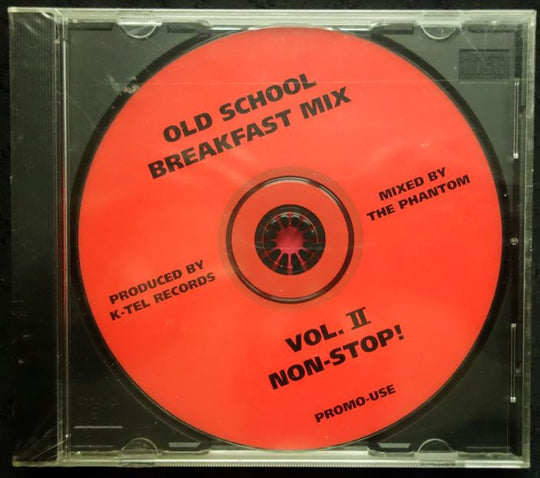 OLD SCHOOL
BREAKFAST MIX
MIXED BY
THE PHANTOM
PRODUCED BY
K-TEL RECORDS
VOL. II
NON-STOP!
PROMO-USE